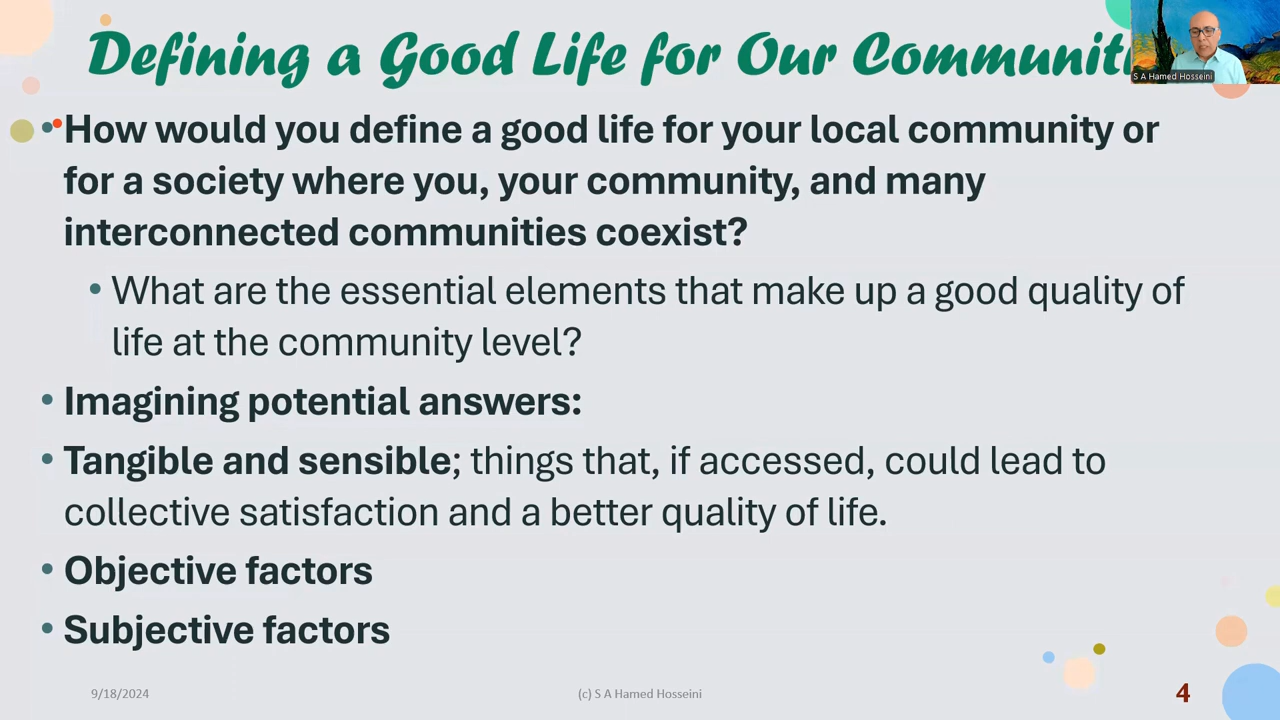 Defining a Good Life for Our Communiti
S A Hamed Hosseini
• How would you define a good life for your local community or
for a society where you, your community, and many
interconnected communities coexist?
• What are the essential elements that make up a good quality of
life at the community level?
• Imagining potential answers:
• Tangible and sensible; things that, if accessed, could lead to
collective satisfaction and a better quality of life.
• Objective factors
• Subjective factors
9/18/2024
(c) S A Hamed Hosseini
4